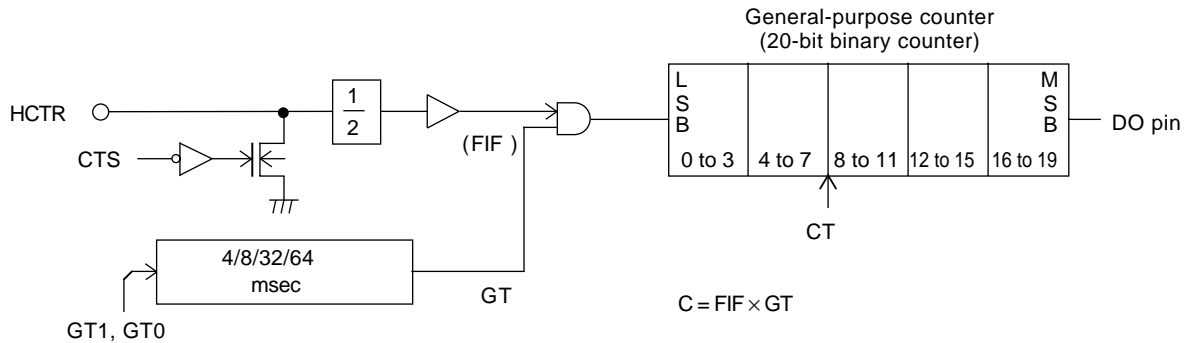 General-purpose counter
(20-bit binary counter)
HCTR
1
2
(FIF)
CTS
L
S
B
M
S
B
0 to 3
4 to 7
8 to 11
12 to 15
16 to 19
DO pin
CT
4/8/32/64
msec
GT
GT1, GT0
C = FIF × GT